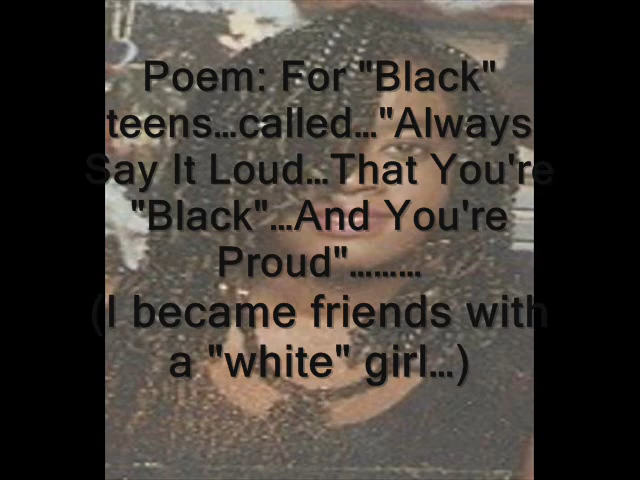 Poem: For "Black"
teens...called..."Always
Say It Loud...That You're
"Black"...And You're
Proud".........
(I became friends with
a "white" girl...)